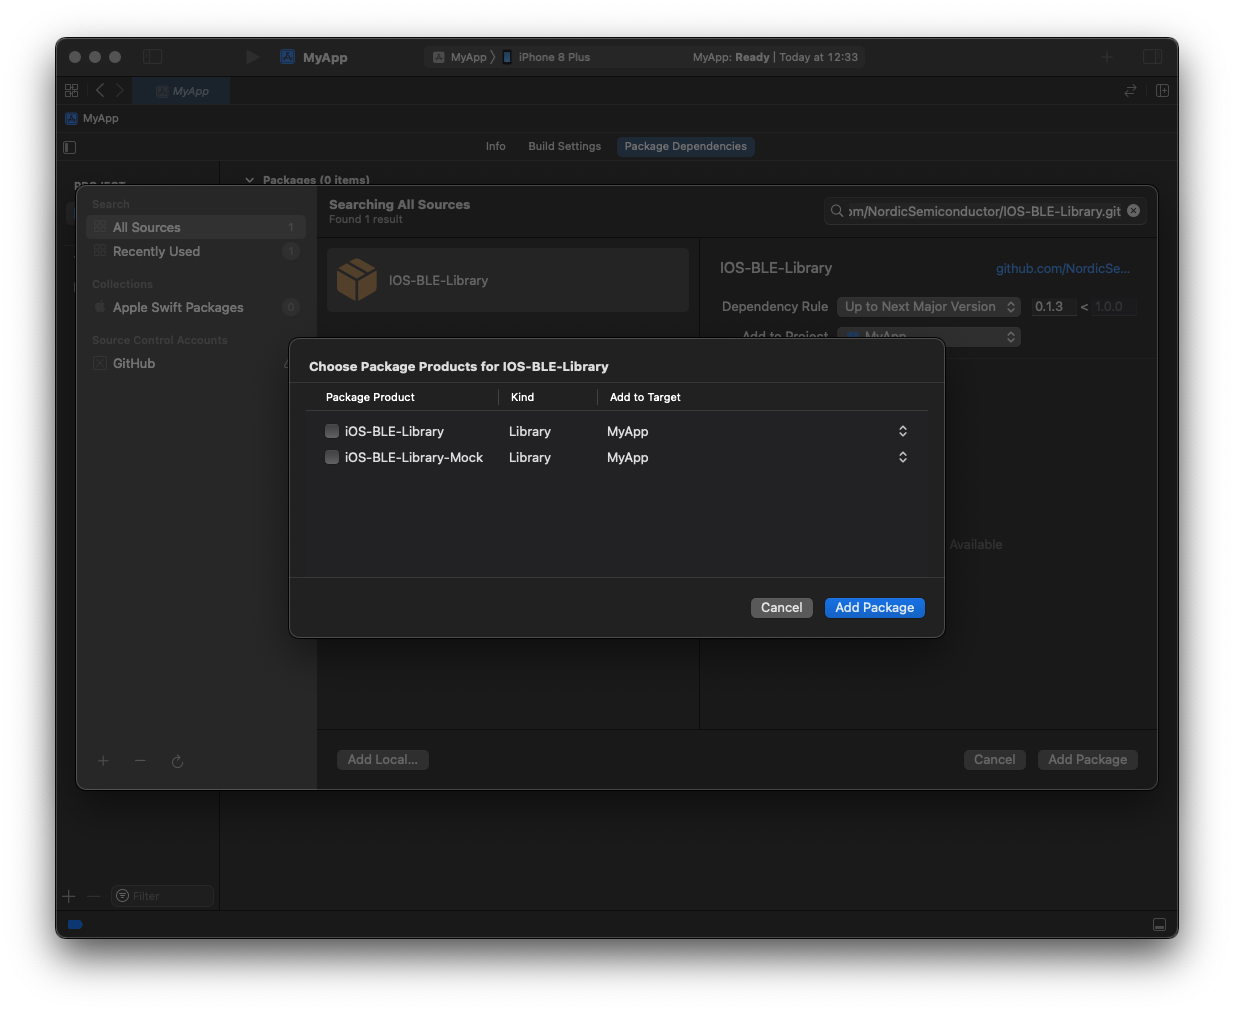 MyApp
MyApp
iPhone 8 Plus
MyApp: Ready | Today at 12:33
MyApp
MyApp
Info
Build Settings
Package Dependencies
PROJECT
Packages (0 items)
Search
All Sources 1
Recently Used 1
Collections
Apple Swift Packages 0
Source Control Accounts
GitHub
Searching All Sources
Found 1 result
om/NordicSemiconductor/IOS-BLE-Library.git
IOS-BLE-Library
IOS-BLE-Library
github.com/NordicSe...
Dependency Rule
Up to Next Major Version
0.1.3 < 1.0.0
Add to Project
MyApp
Choose Package Products for IOS-BLE-Library
Package Product Kind Add to Target
iOS-BLE-Library Library MyApp
iOS-BLE-Library-Mock Library MyApp
Cancel
Add Package
Available
Add Local...
Cancel
Add Package
Filter